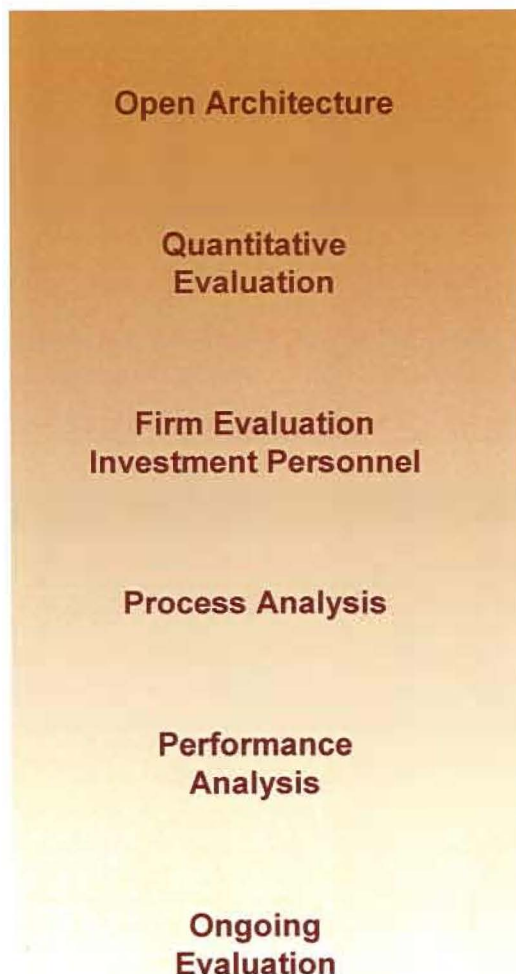 Open Architecture
Quantitative
Evaluation
Firm Evaluation
Investment Personnel
Process Analysis
Performance
Analysis
Ongoing
Evaluation